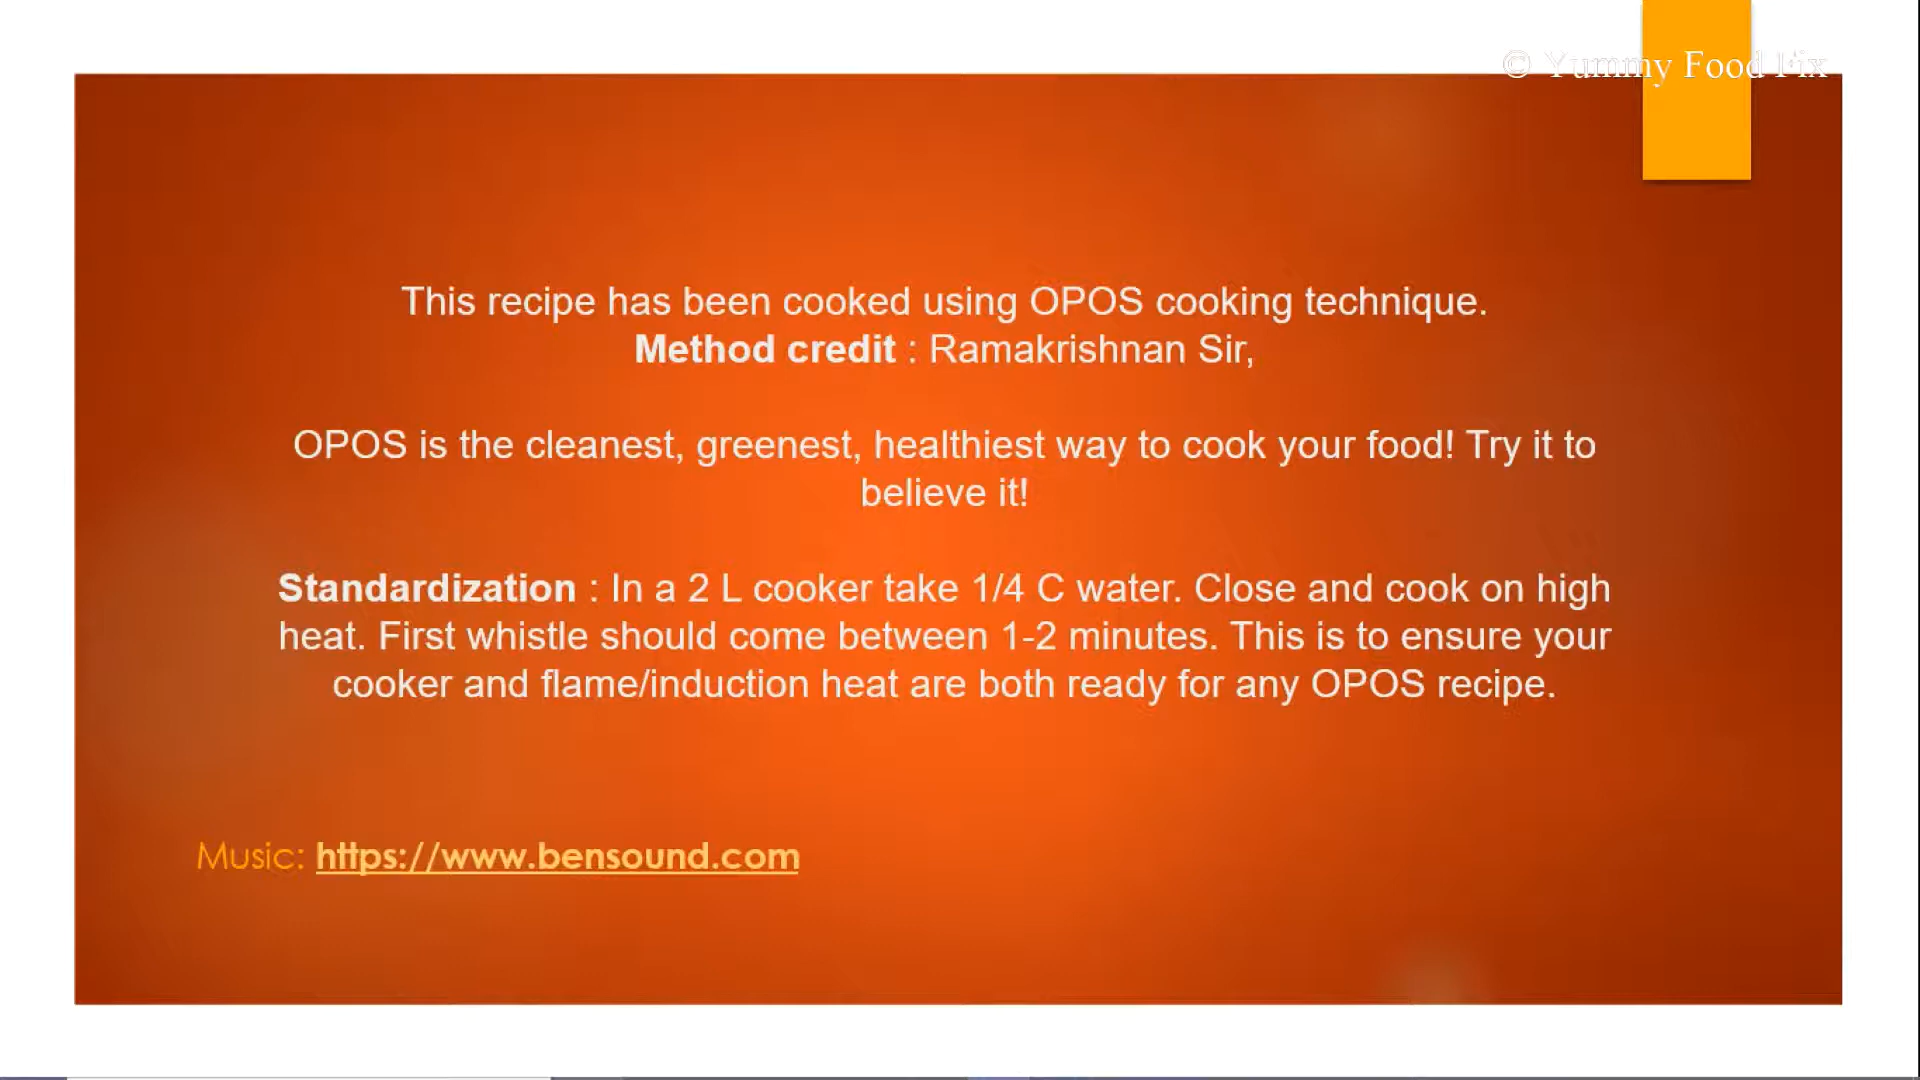 © Yummy Food Fix
This recipe has been cooked using OPOS cooking technique.
Method credit : Ramakrishnan Sir,
OPOS is the cleanest, greenest, healthiest way to cook your food! Try it to
believe it!
Standardization : In a 2 L cooker take 1/4 C water. Close and cook on high
heat. First whistle should come between 1-2 minutes. This is to ensure your
cooker and flame/induction heat are both ready for any OPOS recipe.
Music: https://www.bensound.com